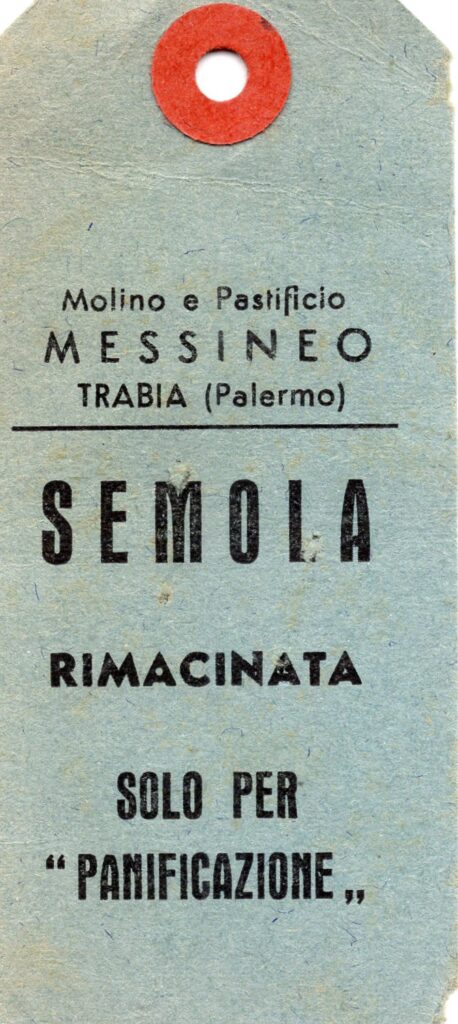 Molino e Pastificio
MESSINEO
TRABIA (Palermo)
SEMOLA
RIMACINATA
SOLO PER
“ PANIFICAZIONE „